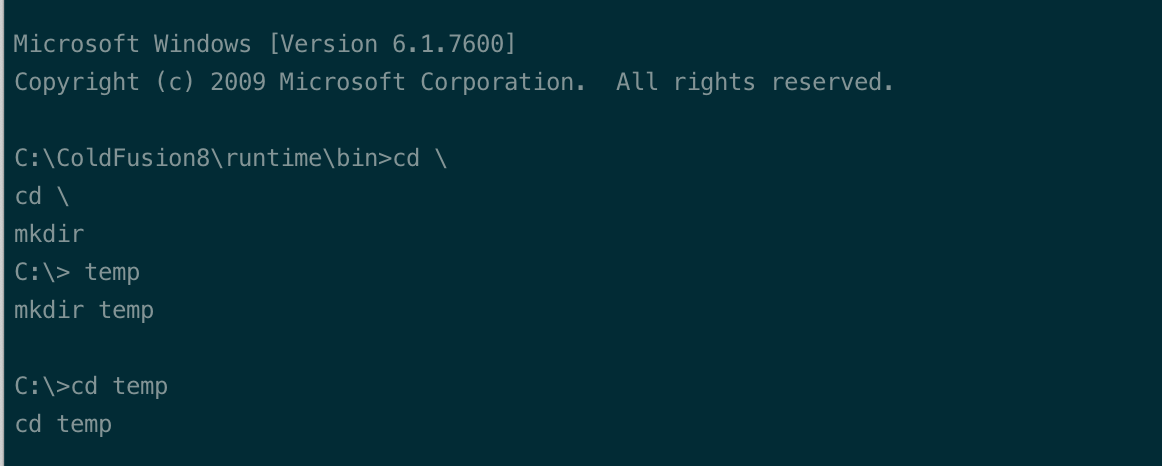 Microsoft Windows [Version 6.1.7600]
Copyright (c) 2009 Microsoft Corporation.  All rights reserved.
C:\ColdFusion8\runtime\bin>cd \
cd \
mkdir
C:\> temp
mkdir temp
C:\>cd temp
cd temp